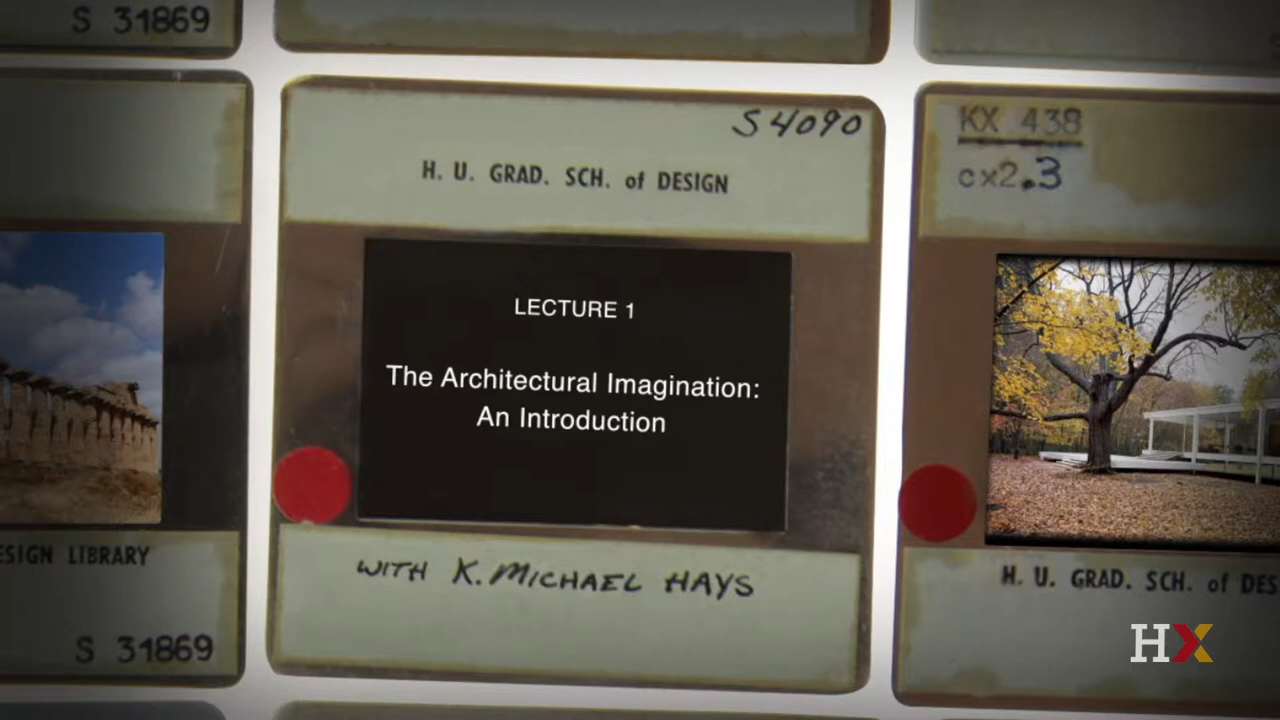 S 31869
S4090
H. U. GRAD. SCH. of DESIGN
LECTURE 1
The Architectural Imagination:
An Introduction
WITH K. MICHAEL HAYS
ESIGN LIBRARY
S 31869
KX 438
cx2.3
H. U. GRAD. SCH. of DES
HX